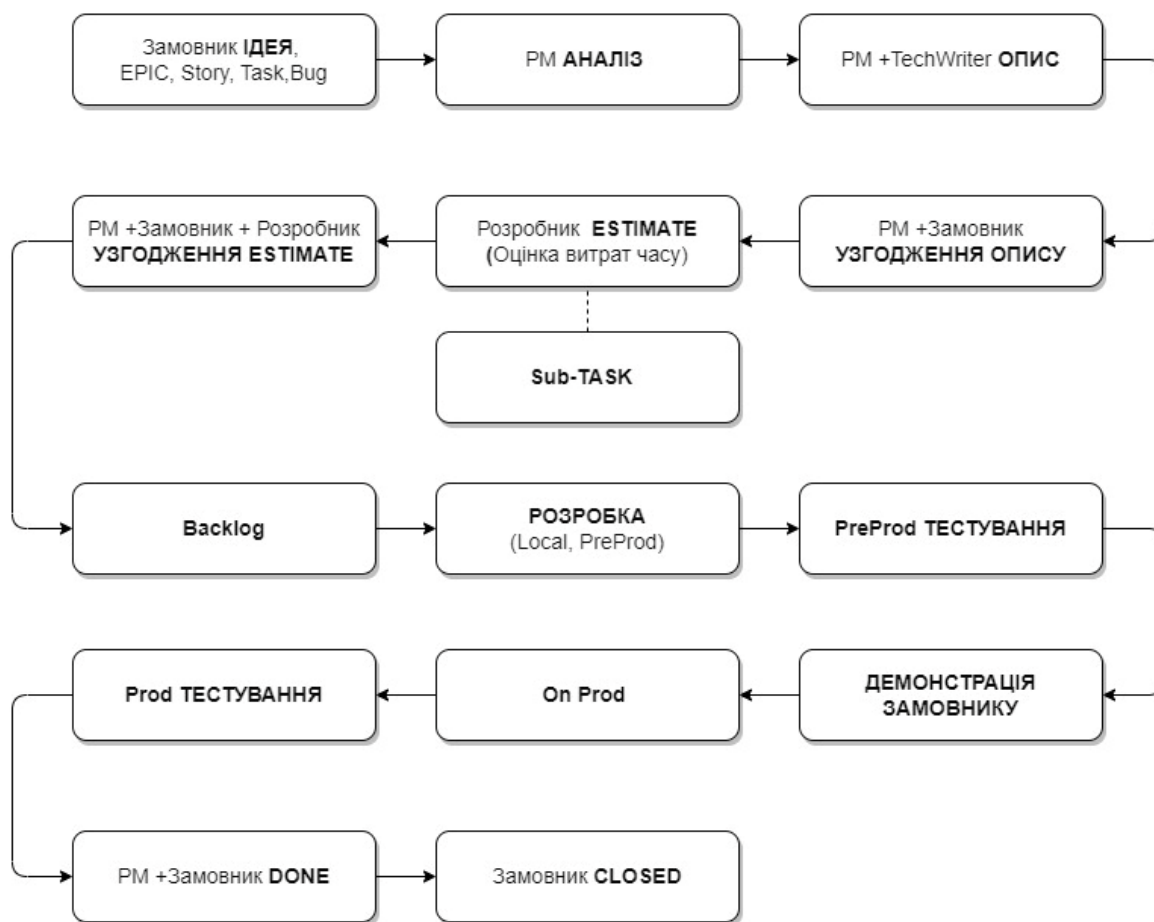 Замовник ІДЕЯ,
EPIC, Story, Task,Bug
PM АНАЛІЗ
PM +TechWriter ОПИС
PM +Замовник + Розробник
УЗГОДЖЕННЯ ESTIMATE
Розробник ESTIMATE
(Оцінка витрат часу)
PM +Замовник
УЗГОДЖЕННЯ ОПИСУ
Sub-TASK
Backlog
РОЗРОБКА
(Local, PreProd)
PreProd ТЕСТУВАННЯ
Prod ТЕСТУВАННЯ
On Prod
ДЕМОНСТРАЦІЯ
ЗАМОВНИКУ
PM +Замовник DONE
Замовник CLOSED